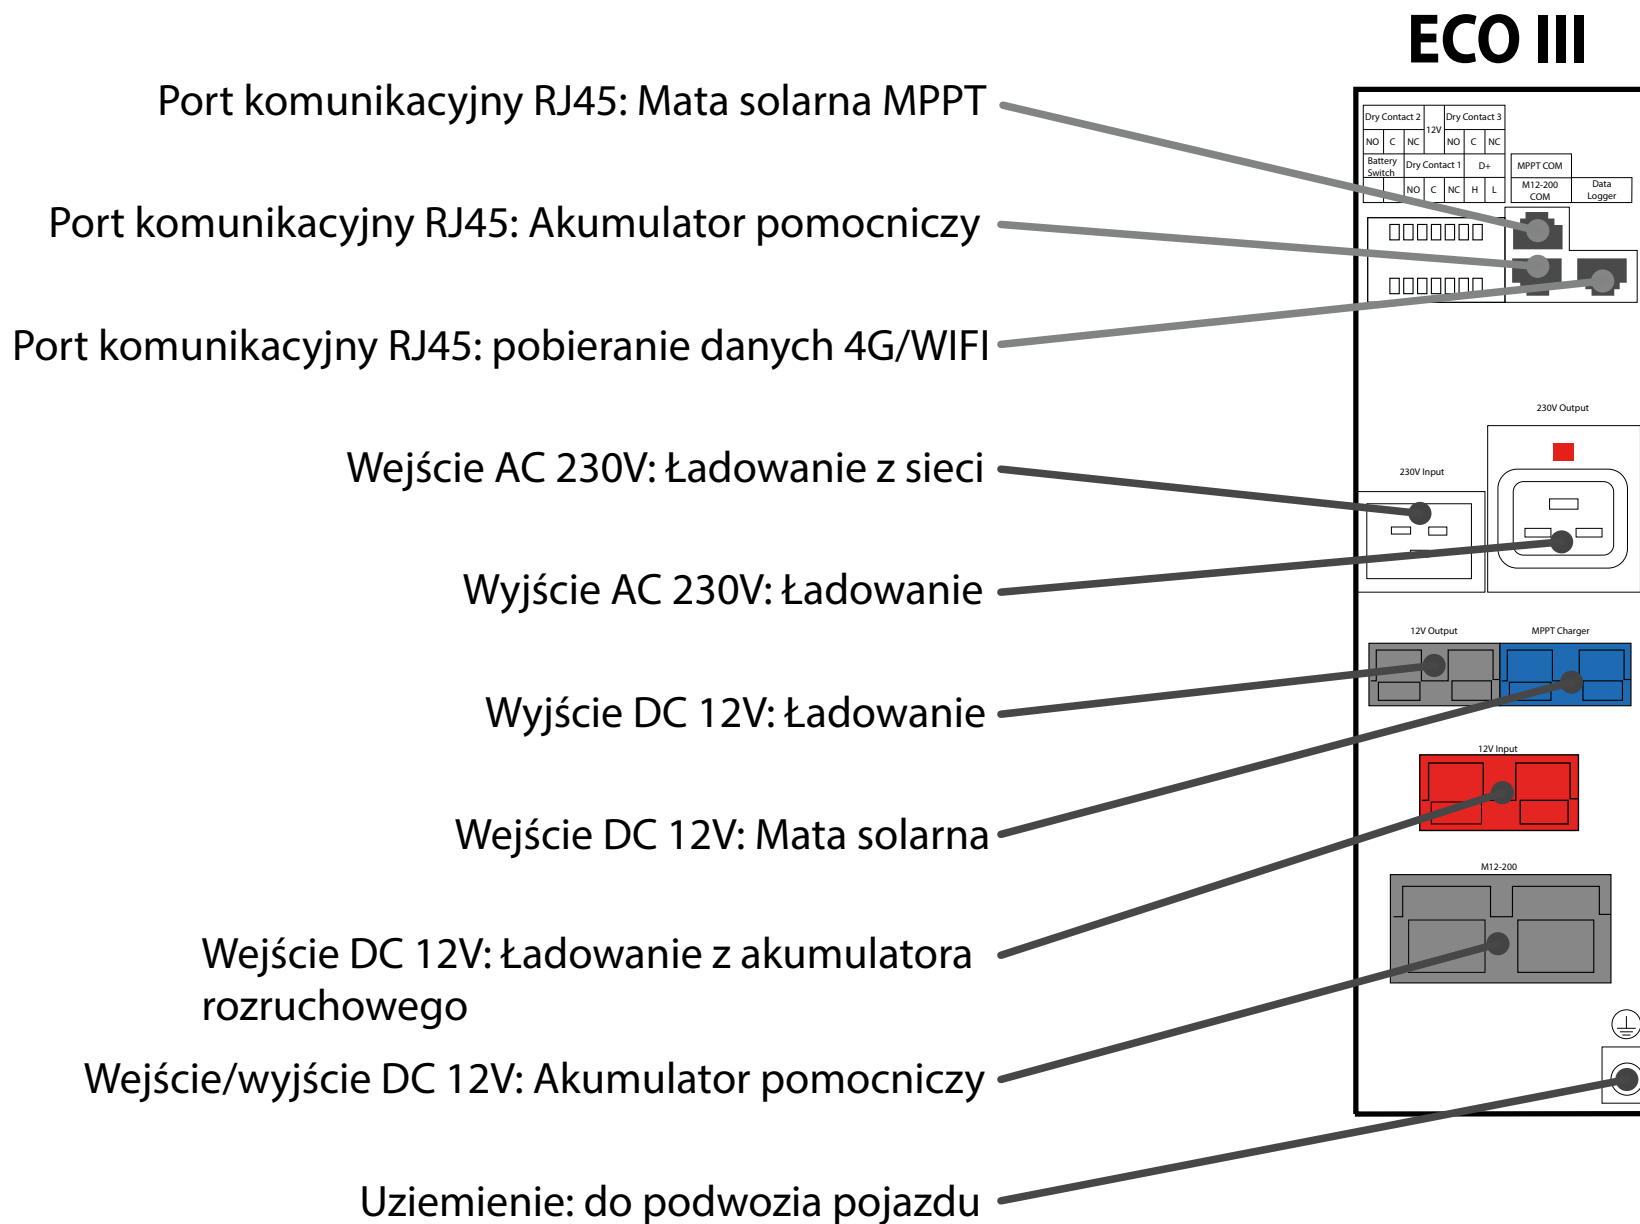 ECO III
Port komunikacyjny RJ45: Mata solarna MPPT
Port komunikacyjny RJ45: Akumulator pomocniczy
Port komunikacyjny RJ45: pobieranie danych 4G/WIFI
Wejście AC 230V: Ładowanie z sieci
Wyjście AC 230V: Ładowanie
Wyjście DC 12V: Ładowanie
Wejście DC 12V: Mata solarna
Wejście DC 12V: Ładowanie z akumulatora
rozruchowego
Wejście/wyjście DC 12V: Akumulator pomocniczy
Uziemienie: do podwozia pojazdu
Dry Contact 2 12V Dry Contact 3
NO C NC NO C NC
Battery
Switch
Dry Contact 1 D+
NO C NC H L
MPPT COM
M12-200
COM
Data
Logger
230V Output
230V Input
12V Output
MPPT Charger
12V Input
M12-200